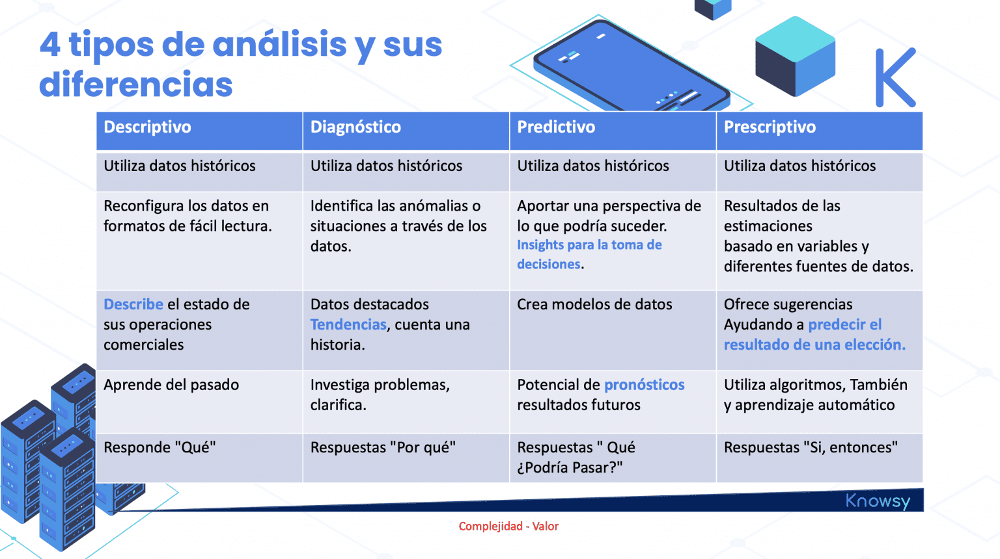 4 tipos de análisis y sus
diferencias
K
Descriptivo
Diagnóstico
Predictivo
Prescriptivo
Utiliza datos históricos
Utiliza datos históricos
Utiliza datos históricos
Utiliza datos históricos
Reconfigura los datos en
formatos de fácil lectura.
Identifica las anómalias o
situaciones a través de los
datos.
Aportar una perspectiva de
lo que podría suceder.
Insights para la toma de
decisiones.
Resultados de las
estimaciones
basado en variables y
diferentes fuentes de datos.
Describe el estado de
sus operaciones
comerciales
Datos destacados
Tendencias, cuenta una
historia.
Crea modelos de datos
Ofrece sugerencias
Ayudando a predecir el
resultado de una elección.
Aprende del pasado
Investiga problemas,
clarifica.
Potencial de pronósticos
resultados futuros
Utiliza algoritmos, También
y aprendizaje automático
Responde "Qué"
Respuestas "Por qué"
Respuestas " Qué
¿Podría Pasar?"
Respuestas "Si, entonces"
Knowsy
Complejidad - Valor